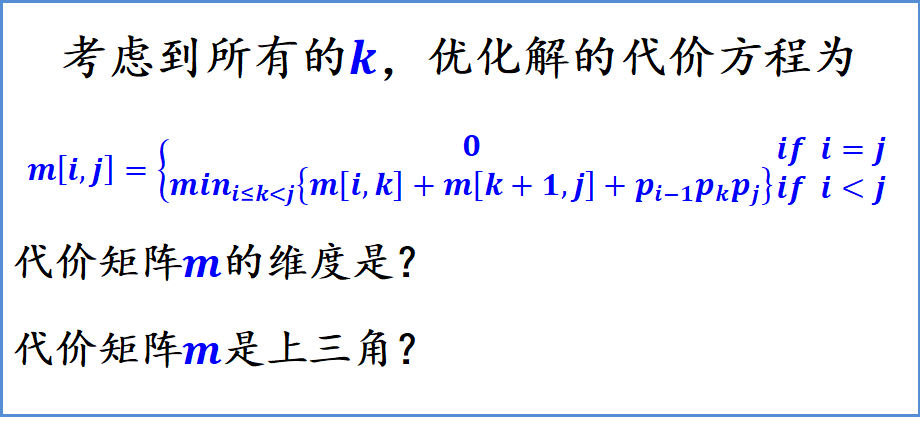 考虑到所有的k，优化解的代价方程为
m[i,j] = { 0 if i = j
min_{i≤k<j}{m[i,k] + m[k+1,j] + p_{i−1}p_kp_j} if i < j
代价矩阵m的维度是？
代价矩阵m是上三角？